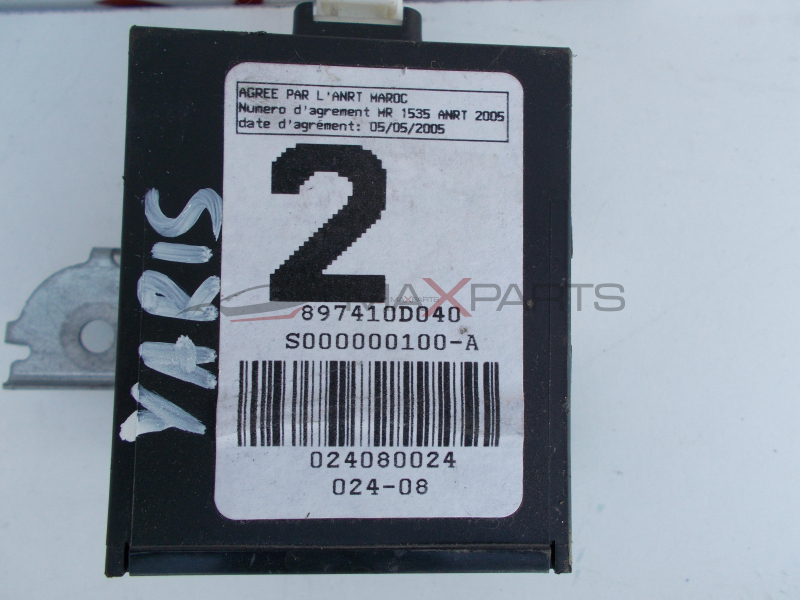 AGREE PAR L'ANRT MAROC
Numero d'agrement MR 1535 ANRT 2005
date d'agrément: 05/05/2005
2
YARIS
MAXPARTS
897410D040
S000000100-A
024080024
024-08